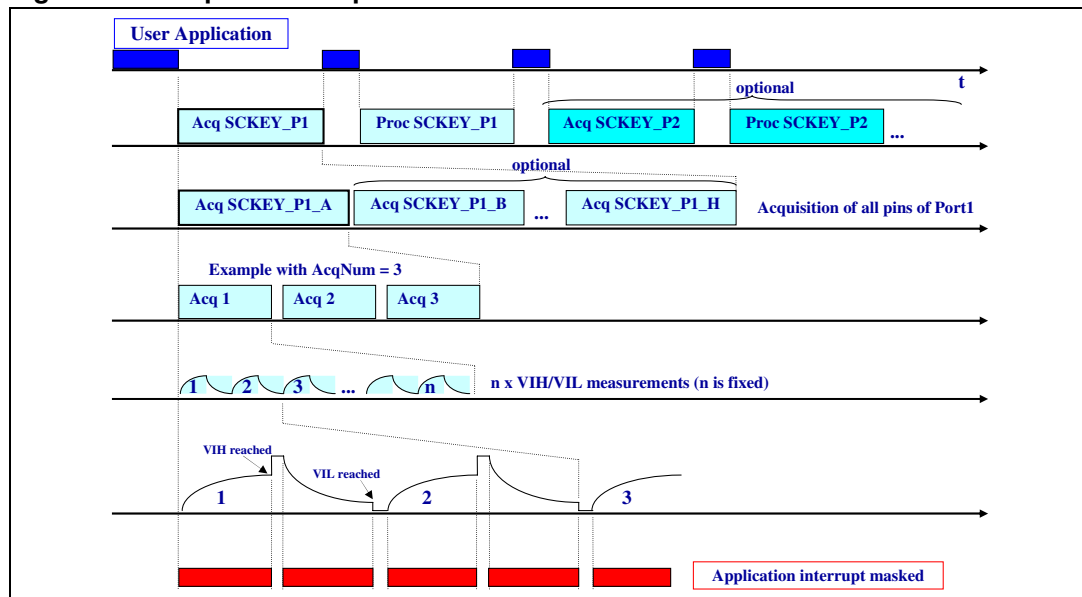 User Application
t
optional
Acq SCKEY_P1
Proc SCKEY_P1
Acq SCKEY_P2
Proc SCKEY_P2
...
optional
Acq SCKEY_P1_A
Acq SCKEY_P1_B
...
Acq SCKEY_P1_H
Acquisition of all pins of Port1
Example with AcqNum = 3
Acq 1
Acq 2
Acq 3
1
2
3
...
n
n x VIH/VIL measurements (n is fixed)
VIH reached
VIL reached
1
2
3
Application interrupt masked